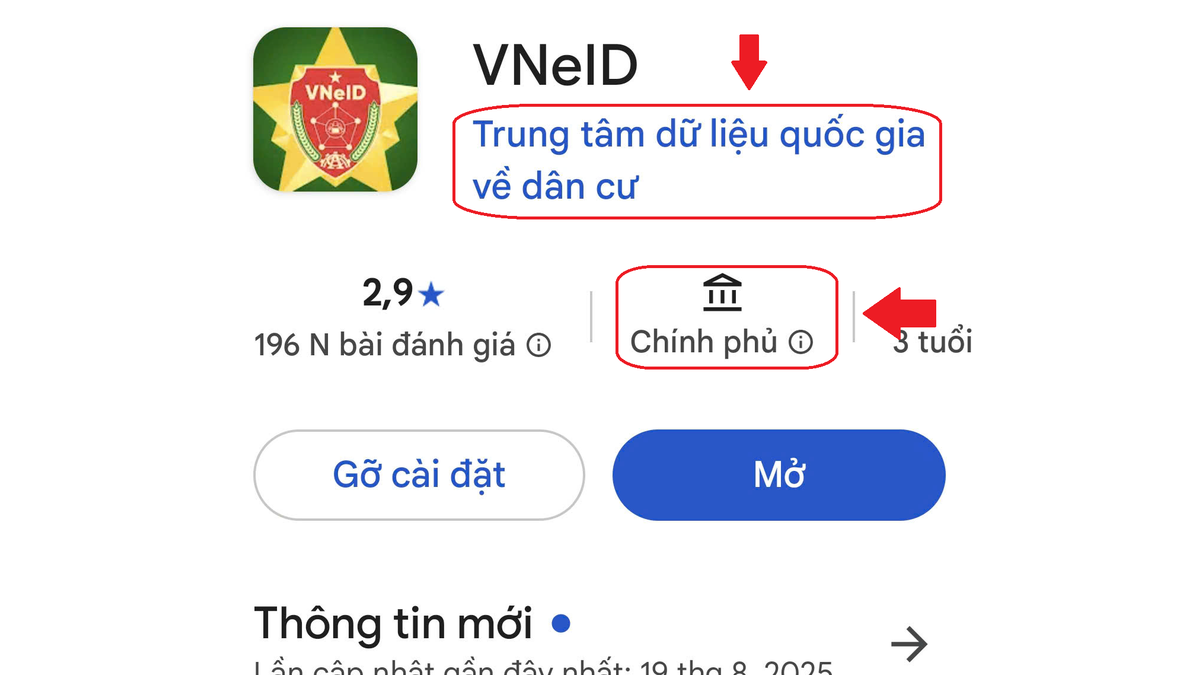 VNeID
VNeID
Trung tâm dữ liệu quốc gia
về dân cư
2,9★
196 N bài đánh giá
Chính phủ
3 tuổi
Gỡ cài đặt
Mở
Thông tin mới
Lần cập nhật gần đây nhất: 19 thg 8, 2025